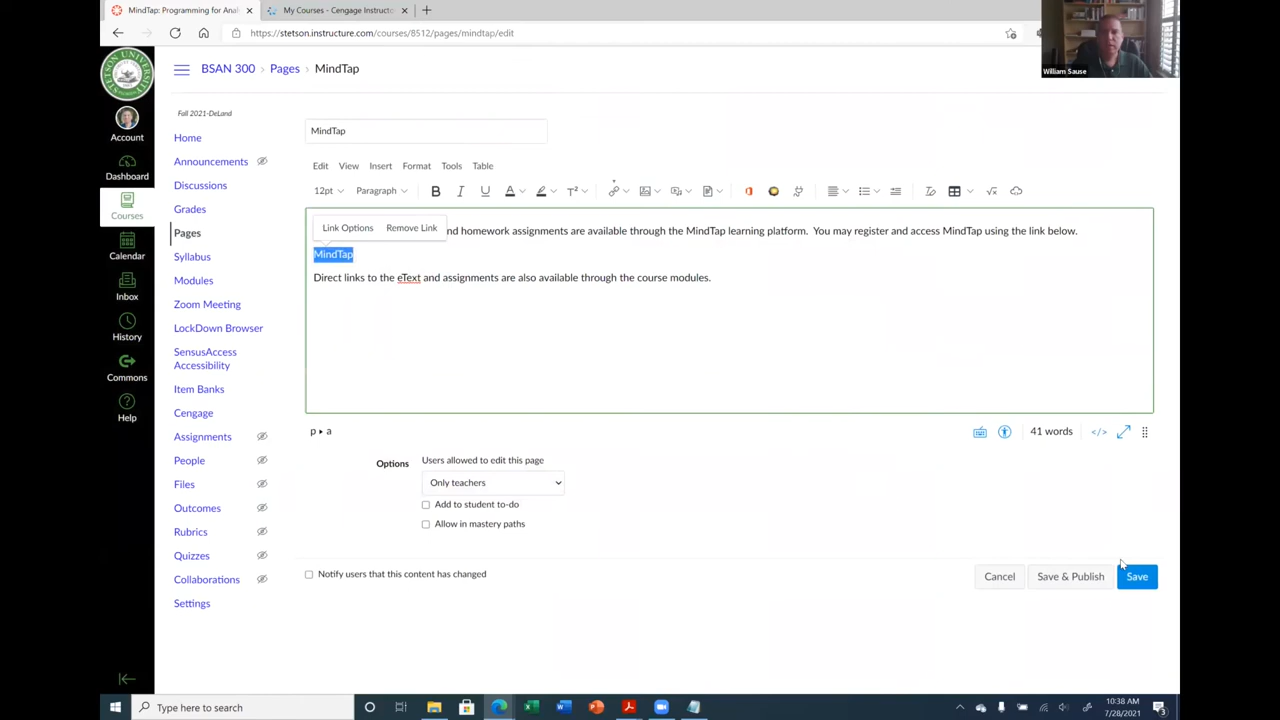 MindTap: Programming for Anal
My Courses - Cengage Instructo
https://stetson.instructure.com/courses/8512/pages/mindtap/edit
William Sause
STETSON UNIVERSITY
BSAN 300 > Pages > MindTap
Account
Dashboard
Courses
Calendar
Inbox
History
Commons
Help
Fall 2021-DeLand
Home
Announcements
Discussions
Grades
Pages
Syllabus
Modules
Zoom Meeting
LockDown Browser
SensusAccess
Accessibility
Item Banks
Cengage
Assignments
People
Files
Outcomes
Rubrics
Quizzes
Collaborations
Settings
MindTap
Edit View Insert Format Tools Table
12pt Paragraph B I U A T²
Link Options Remove Link
nd homework assignments are available through the MindTap learning platform. You may register and access MindTap using the link below.
MindTap
Direct links to the eText and assignments are also available through the course modules.
p ▸ a
41 words </>
Options
Users allowed to edit this page
Only teachers
Add to student to-do
Allow in mastery paths
Notify users that this content has changed
Cancel Save & Publish Save
Type here to search
10:38 AM
7/28/2021
3